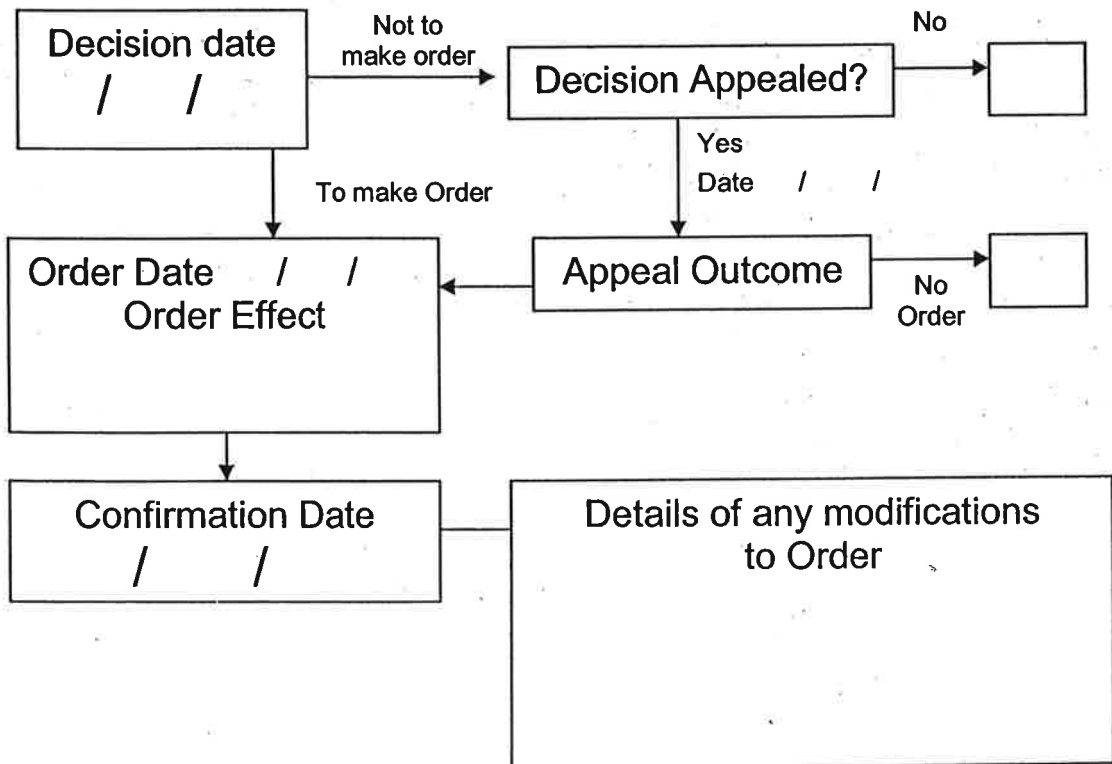 Decision date
/ /
Not to
make order
Decision Appealed?
No
Yes
Date / /
To make Order
Order Date / /
Order Effect
Appeal Outcome
No
Order
Confirmation Date
/ /
Details of any modifications
to Order